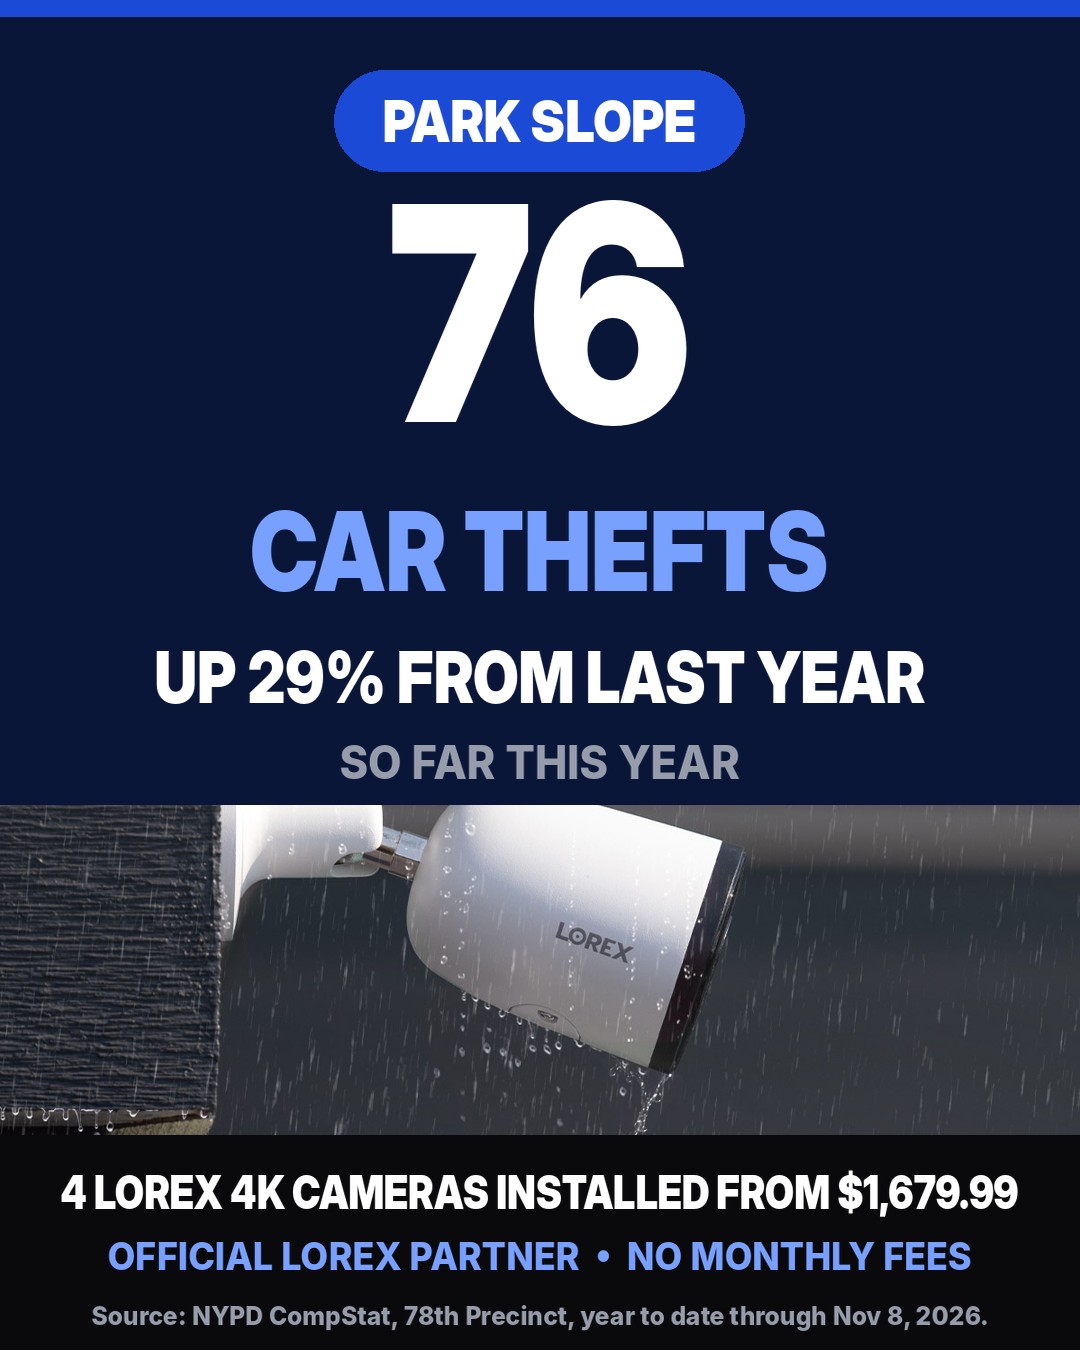 PARK SLOPE
76
CAR THEFTS
UP 29% FROM LAST YEAR
SO FAR THIS YEAR
LOREX
4 LOREX 4K CAMERAS INSTALLED FROM $1,679.99
OFFICIAL LOREX PARTNER • NO MONTHLY FEES
Source: NYPD CompStat, 78th Precinct, year to date through Nov 8, 2026.